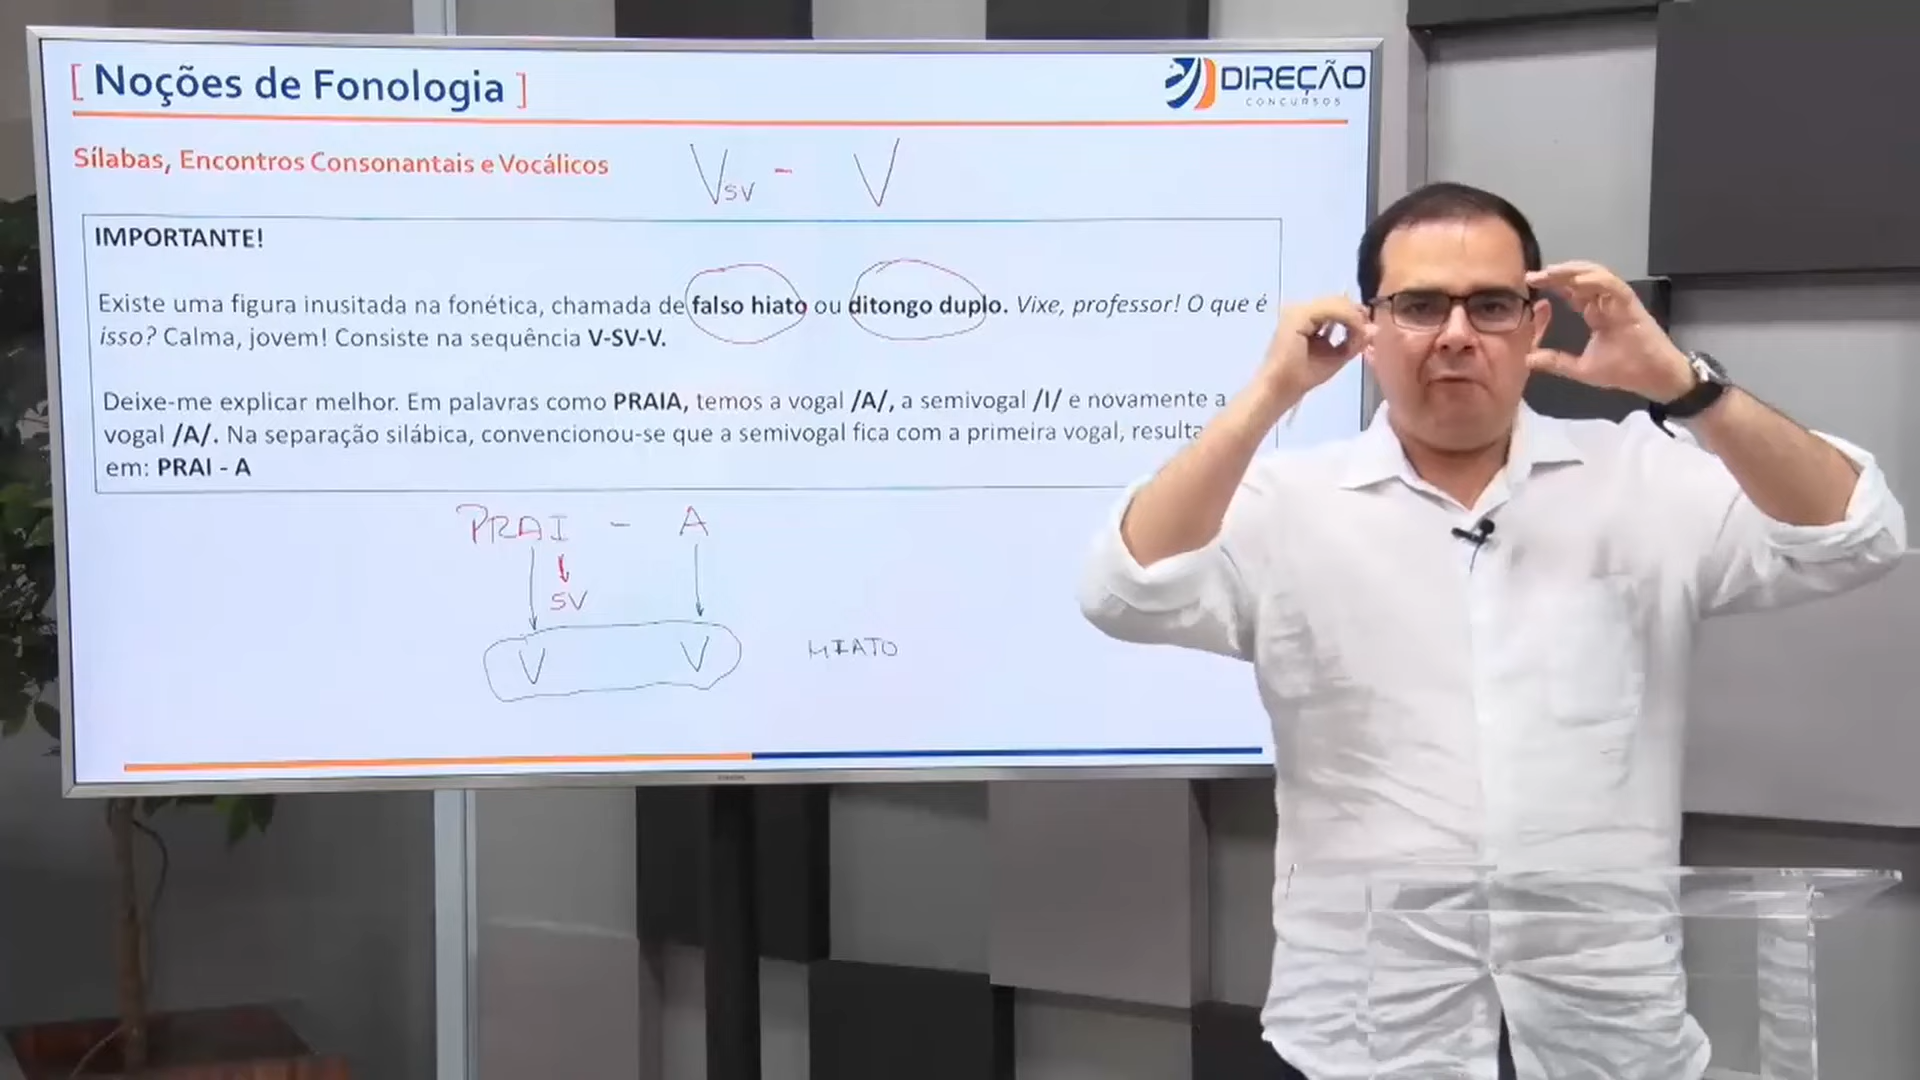 [ Noções de Fonologia ]
DIREÇÃO
CONCURSOS
Sílabas, Encontros Consonantais e Vocálicos
V SV - V
IMPORTANTE!
Existe uma figura inusitada na fonética, chamada de falso hiato ou ditongo duplo. Vixe, professor! O que é
isso? Calma, jovem! Consiste na sequência V-SV-V.
Deixe-me explicar melhor. Em palavras como PRAIA, temos a vogal /A/, a semivogal /I/ e novamente a
vogal /A/. Na separação silábica, convencionou-se que a semivogal fica com a primeira vogal,
em: PRAI - A
PRAI - A
SV
V V HIATO